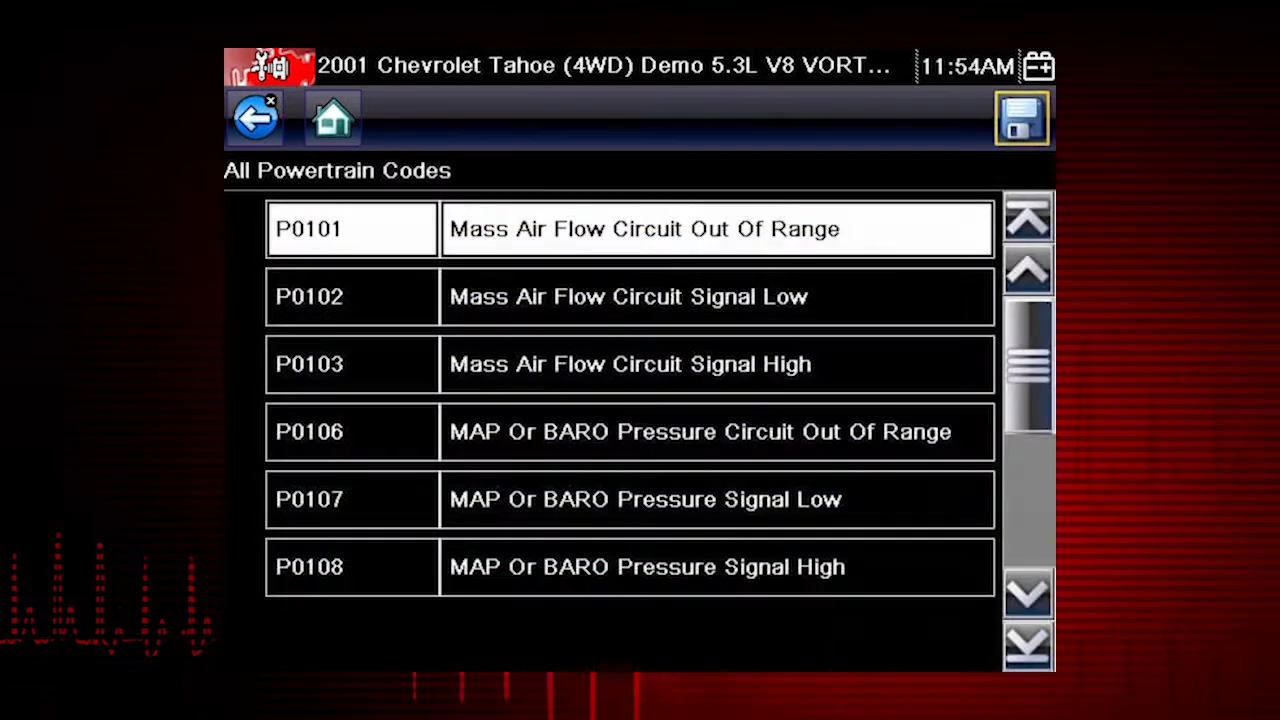 2001 Chevrolet Tahoe (4WD) Demo 5.3L V8 VORT... 11:54AM
All Powertrain Codes
P0101 Mass Air Flow Circuit Out Of Range
P0102 Mass Air Flow Circuit Signal Low
P0103 Mass Air Flow Circuit Signal High
P0106 MAP Or BARO Pressure Circuit Out Of Range
P0107 MAP Or BARO Pressure Signal Low
P0108 MAP Or BARO Pressure Signal High